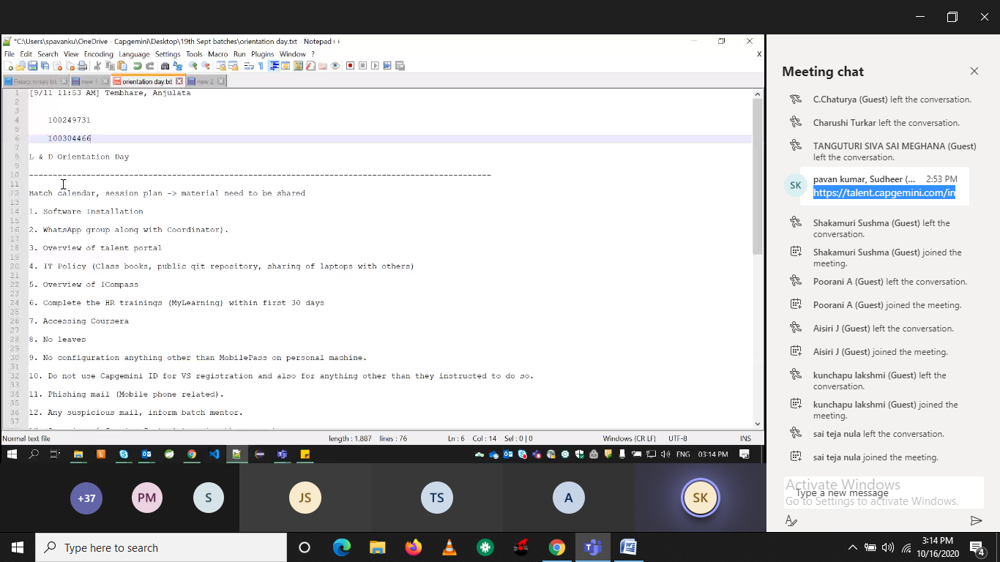 *C:\Users\spavanku\OneDrive - Capgemini\Desktop\19th Sept batches\orientation day.txt - Notepad++
File Edit Search View Encoding Language Settings Tools Macro Run Plugins Window ? X
new 1 orientation day.txt new 2
1 [9/11 11:53 AM] Tembhare, Anjulata
2
3
4 100249731
5
6 100304466
7
8 L & D Orientation Day
9
10 --------------------------------------------------------------------------------
11
12 Batch calendar, session plan -> material need to be shared
13
14 1. Software Installation
15
16 2. WhatsApp group along with Coordinator).
17
18 3. Overview of talent portal
19
20 4. IT Policy (Class books, public git repository, sharing of laptops with others)
21
22 5. Overview of ICompass
23
24 6. Complete the HR trainings (MyLearning) within first 30 days
25
26 7. Accessing Coursera
27
28 8. No leaves
29
30 9. No configuration anything other than MobilePass on personal machine.
31
32 10. Do not use Capgemini ID for VS registration and also for anything other than they instructed to do so.
33
34 11. Phishing mail (Mobile phone related).
35
36 12. Any suspicious mail, inform batch mentor.
37
Normal text file length : 1,887 lines : 76 Ln : 6 Col : 14 Sel : 0 | 0 Windows (CR LF) UTF-8 INS
ENG 03:14 PM
+37 PM S JS TS A SK
Meeting chat
C.Chaturya (Guest) left the conversation.
Charushi Turkar left the conversation.
TANGUTURI SIVA SAI MEGHANA (Guest)
left the conversation.
SK pavan kumar, Sudheer (... 2:53 PM
https://talent.capgemini.com/in
Shakamuri Sushma (Guest) left the
conversation.
Shakamuri Sushma (Guest) joined the
meeting.
Poorani A (Guest) left the conversation.
Poorani A (Guest) joined the meeting.
Aisiri J (Guest) left the conversation.
Aisiri J (Guest) joined the meeting.
kunchapu lakshmi (Guest) left the
conversation.
kunchapu lakshmi (Guest) joined the
meeting.
sai teja nula left the conversation.
sai teja nula joined the meeting.
Activate Windows
Type a new message
Go to Settings to activate Windows.
Type here to search
3:14 PM
10/16/2020
4